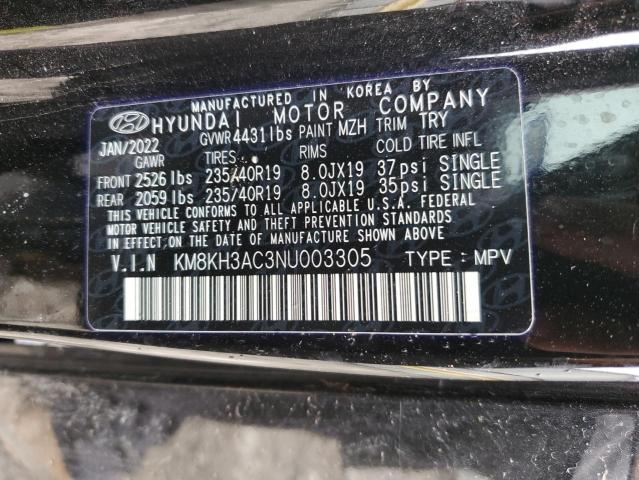 MANUFACTURED IN KOREA BY
HYUNDAI MOTOR COMPANY
JAN/2022 GVWR 4431 lbs PAINT MZH TRIM TRY
GAWR TIRES RIMS COLD TIRE INFL
FRONT 2526 lbs 235/40R19 8.0JX19 37psi SINGLE
REAR 2059 lbs 235/40R19 8.0JX19 35psi SINGLE
THIS VEHICLE CONFORMS TO ALL APPLICABLE U.S.A. FEDERAL
MOTOR VEHICLE SAFETY AND THEFT PREVENTION STANDARDS
IN EFFECT ON THE DATE OF MANUFACTURE SHOWN ABOVE.
V.I.N KM8KH3AC3NU003305 TYPE : MPV